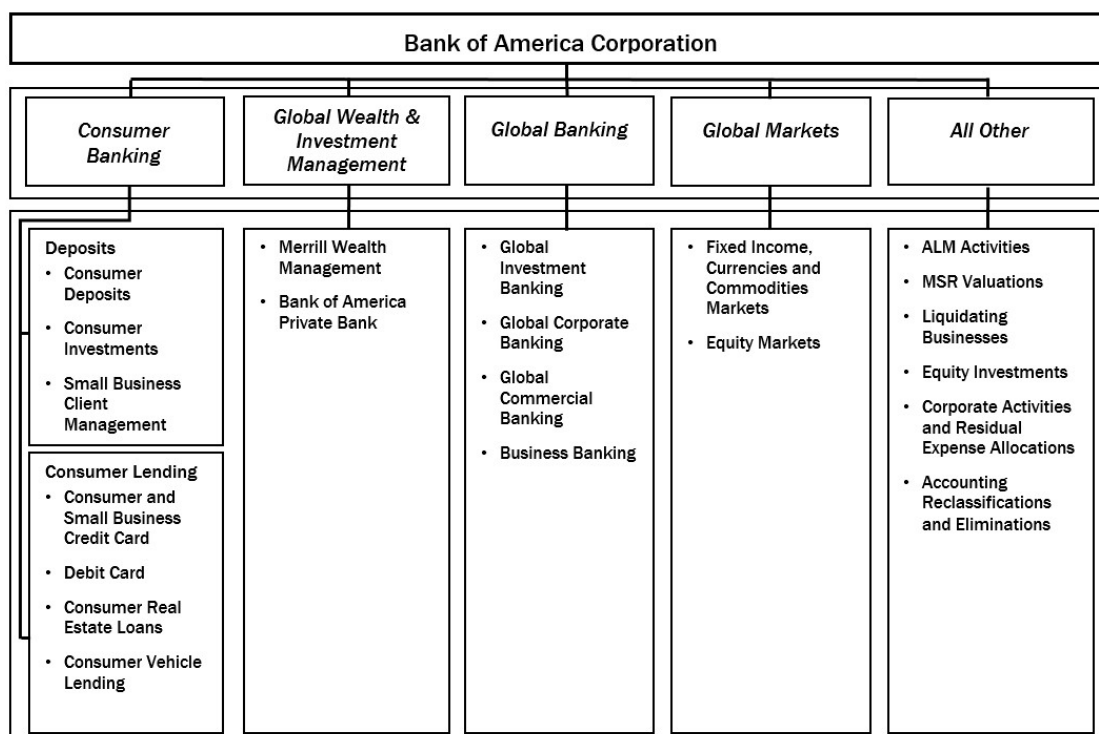 Bank of America Corporation
Consumer
Banking
Global Wealth &
Investment
Management
Global Banking
Global Markets
All Other
Deposits
• Consumer
Deposits
• Consumer
Investments
• Small Business
Client
Management
Consumer Lending
• Consumer and
Small Business
Credit Card
• Debit Card
• Consumer Real
Estate Loans
• Consumer Vehicle
Lending
• Merrill Wealth
Management
• Bank of America
Private Bank
• Global
Investment
Banking
• Global Corporate
Banking
• Global
Commercial
Banking
• Business Banking
• Fixed Income,
Currencies and
Commodities
Markets
• Equity Markets
• ALM Activities
• MSR Valuations
• Liquidating
Businesses
• Equity Investments
• Corporate Activities
and Residual
Expense Allocations
• Accounting
Reclassifications
and Eliminations